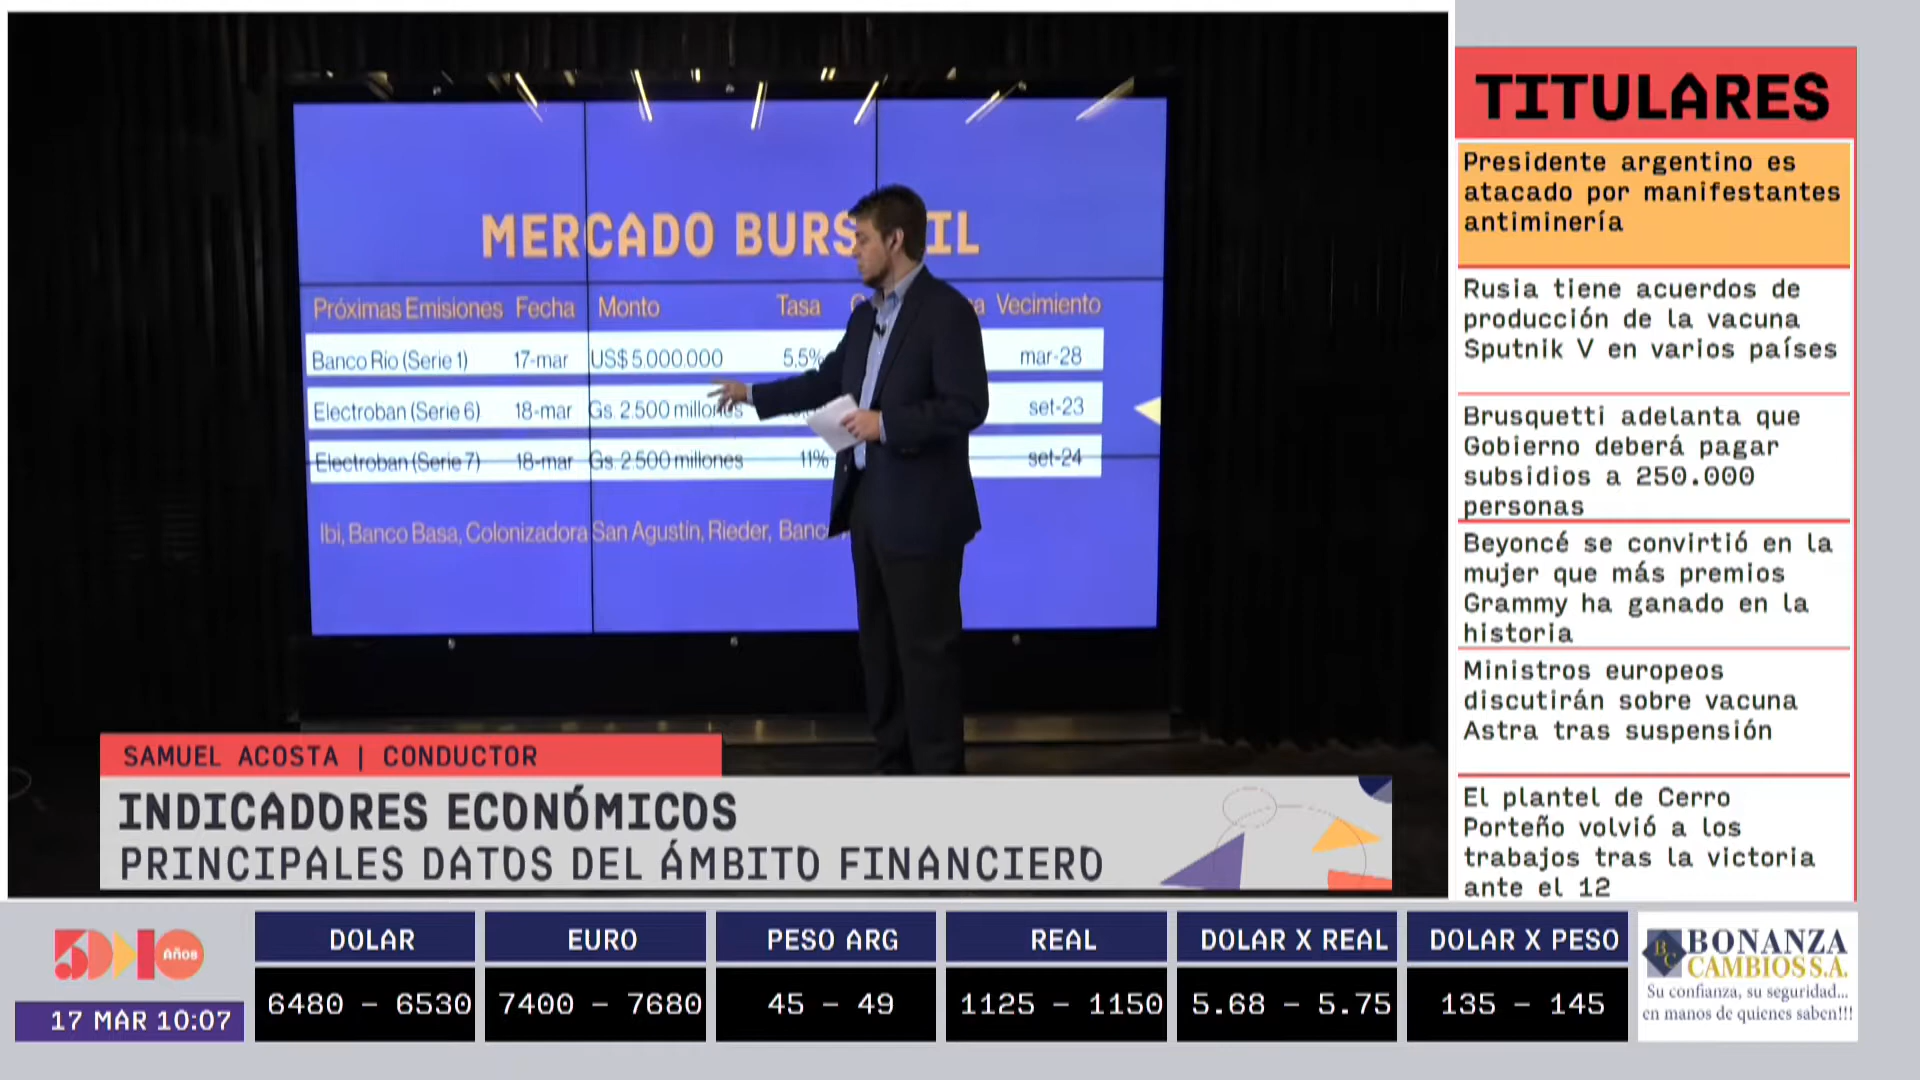 MERCADO BURS IL
Próximas Emisiones Fecha Monto Tasa Vecimiento
Banco Rio (Serie 1) 17-mar US$ 5.000.000 5,5% mar-28
Electroban (Serie 6) 18-mar Gs. 2.500 millones set-23
Electroban (Serie 7) 18-mar Gs. 2.500 millones 11% set-24
Ibi, Banco Basa, Colonizadora San Agustin, Rieder,
SAMUEL ACOSTA | CONDUCTOR
INDICADORES ECONÓMICOS
PRINCIPALES DATOS DEL ÁMBITO FINANCIERO
TITULARES
Presidente argentino es
atacado por manifestantes
antiminería
Rusia tiene acuerdos de
producción de la vacuna
Sputnik V en varios países
Brusquetti adelanta que
Gobierno deberá pagar
subsidios a 250.000
personas
Beyoncé se convirtió en la
mujer que más premios
Grammy ha ganado en la
historia
Ministros europeos
discutirán sobre vacuna
Astra tras suspensión
El plantel de Cerro
Porteño volvió a los
trabajos tras la victoria
ante el 12
5D10 Años
17 MAR 10:07
DOLAR
6480 - 6530
EURO
7400 - 7680
PESO ARG
45 - 49
REAL
1125 - 1150
DOLAR X REAL
5.68 - 5.75
DOLAR X PESO
135 - 145
BC BONANZA
CAMBIOS S.A.
Su confianza, su seguridad...
en manos de quienes saben!!!